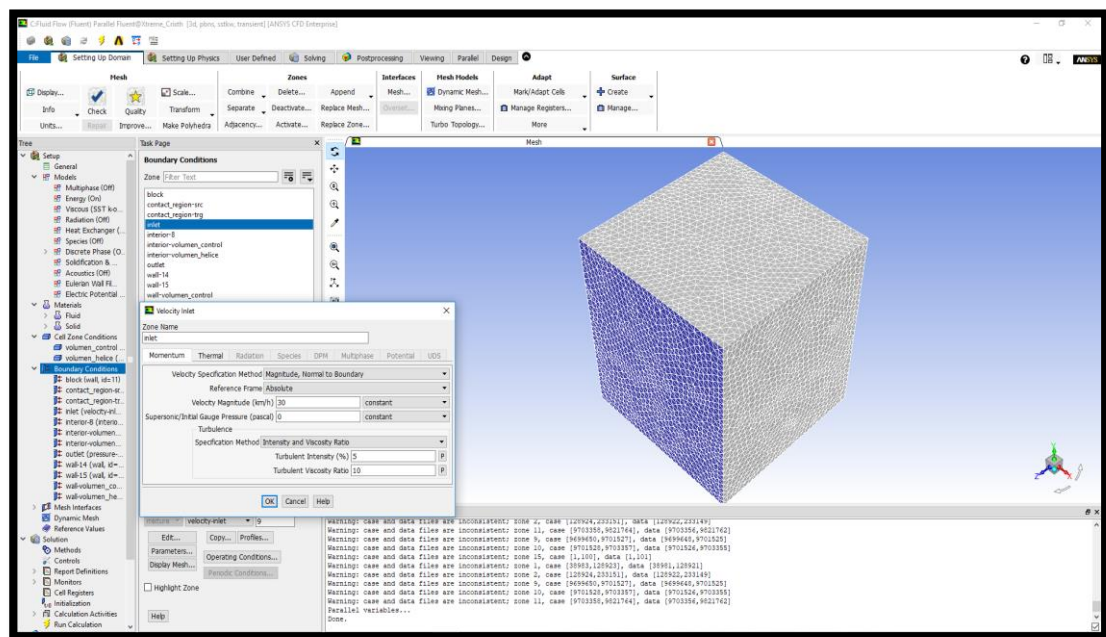 C:Fluid Flow (Fluent) Parallel Fluent@Xtreme_Cristh [3d, pbns, sstkw, transient] [ANSYS CFD Enterprise]
File Setting Up Domain Setting Up Physics User Defined Solving Postprocessing Viewing Parallel Design
ANSYS
Mesh Zones Interfaces Mesh Models Adapt Surface
Display... Scale... Combine Delete... Append Mesh... Dynamic Mesh... Mark/Adapt Cells Create
Info Check Quality Transform Separate Deactivate... Replace Mesh... Overset... Mixing Planes... Manage Registers... Manage...
Units... Repair Improve... Make Polyhedra Adjacency... Activate... Replace Zone... Turbo Topology... More
Tree
Setup
General
Models
Multiphase (Off)
Energy (On)
Viscous (SST k-o...
Radiation (Off)
Heat Exchanger (...
Species (Off)
Discrete Phase (O...
Solidification & ...
Acoustics (Off)
Eulerian Wall Fil...
Electric Potential ...
Materials
Fluid
Solid
Cell Zone Conditions
volumen_control ...
volumen_helice (...
Boundary Conditions
block (wall, id=11)
contact_region-sr...
contact_region-tr...
inlet (velocity-inl...
interior-8 (interio...
interior-volumen...
interior-volumen...
outlet (pressure-...
wall-14 (wall, id=...
wall-15 (wall, id=...
wall-volumen_co...
wall-volumen_he...
Mesh Interfaces
Dynamic Mesh
Reference Values
Solution
Methods
Controls
Report Definitions
Monitors
Cell Registers
Initialization
Calculation Activities
Run Calculation
Task Page
Boundary Conditions
Zone Filter Text
block
contact_region-src
contact_region-trg
inlet
interior-8
interior-volumen_control
interior-volumen_helice
outlet
wall-14
wall-15
wall-volumen_control
Velocity Inlet
Zone Name
inlet
Momentum Thermal Radiation Species DPM Multiphase Potential UDS
Velocity Specification Method Magnitude, Normal to Boundary
Reference Frame Absolute
Velocity Magnitude (km/h) 30 constant
Supersonic/Initial Gauge Pressure (pascal) 0 constant
Turbulence
Specification Method Intensity and Viscosity Ratio
Turbulent Intensity (%) 5 P
Turbulent Viscosity Ratio 10 P
OK Cancel Help
mixture velocity-inlet 9
Edit... Copy... Profiles...
Parameters... Operating Conditions...
Display Mesh... Periodic Conditions...
Highlight Zone
Help
Mesh
Y
Z X
Warning: case and data files are inconsistent; zone 2, case [128924,233151], data [128922,233149]
Warning: case and data files are inconsistent; zone 11, case [9703358,9821764], data [9703356,9821762]
Warning: case and data files are inconsistent; zone 9, case [9699650,9701527], data [9699648,9701525]
Warning: case and data files are inconsistent; zone 10, case [9701528,9703357], data [9701526,9703355]
Warning: case and data files are inconsistent; zone 15, case [1,100], data [1,101]
Warning: case and data files are inconsistent; zone 1, case [38983,128923], data [38981,128921]
Warning: case and data files are inconsistent; zone 2, case [128924,233151], data [128922,233149]
Warning: case and data files are inconsistent; zone 9, case [9699650,9701527], data [9699648,9701525]
Warning: case and data files are inconsistent; zone 10, case [9701528,9703357], data [9701526,9703355]
Warning: case and data files are inconsistent; zone 11, case [9703358,9821764], data [9703356,9821762]
Parallel variables...
Done.